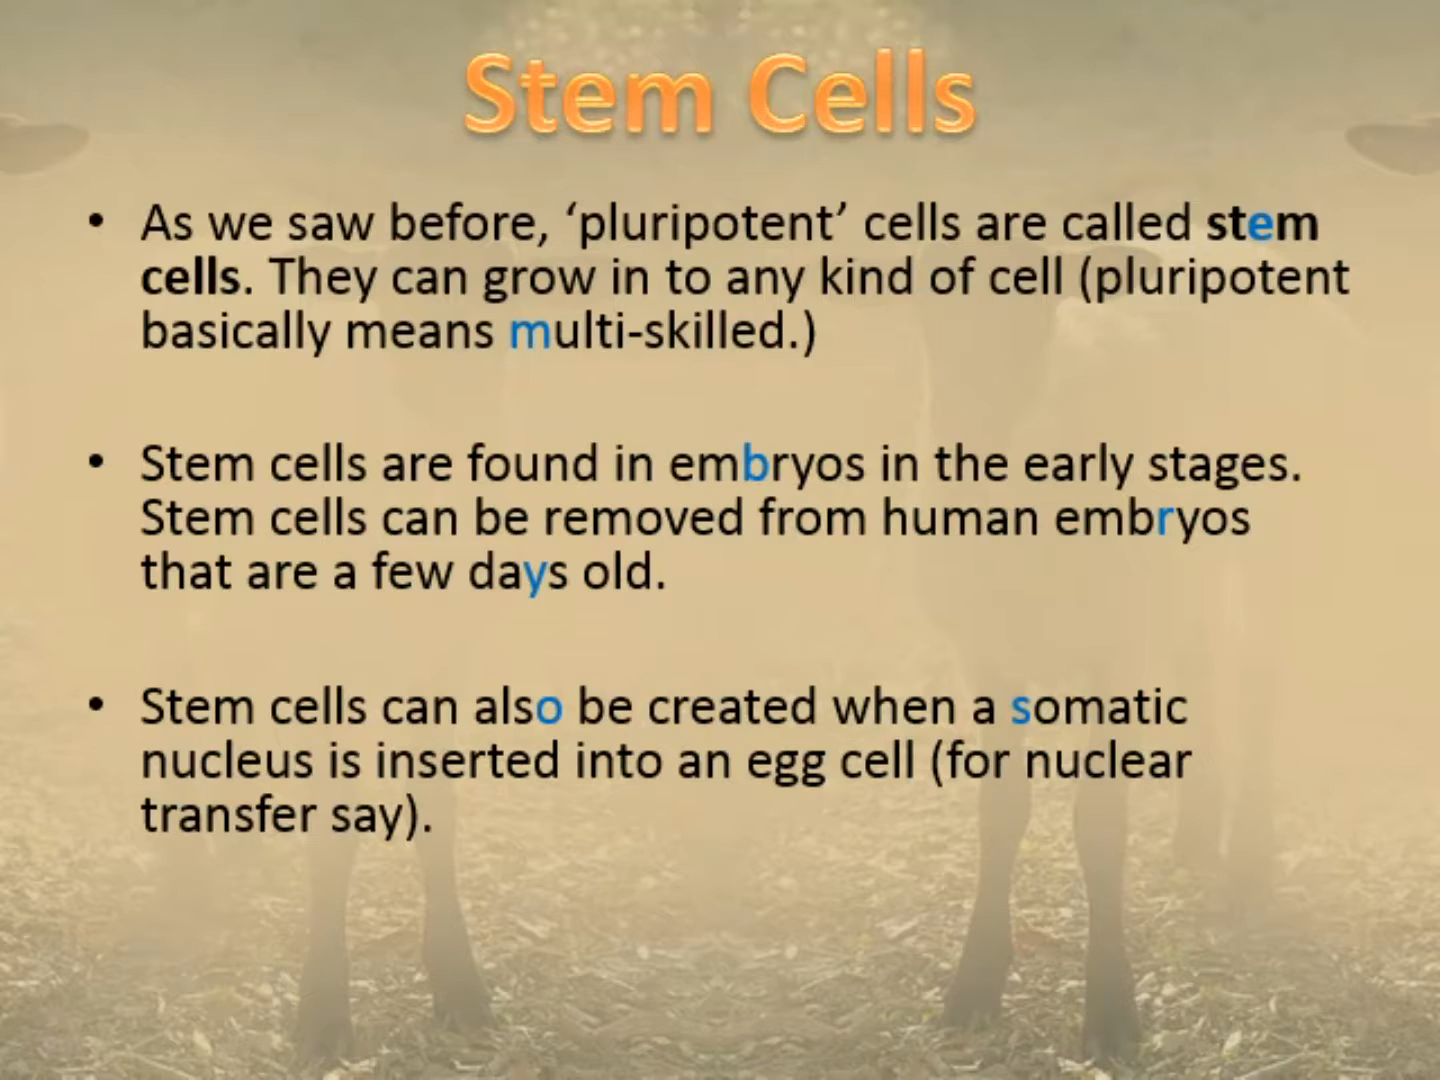 Stem Cells
• As we saw before, ‘pluripotent’ cells are called stem
cells. They can grow in to any kind of cell (pluripotent
basically means multi-skilled.)
• Stem cells are found in embryos in the early stages.
Stem cells can be removed from human embryos
that are a few days old.
• Stem cells can also be created when a somatic
nucleus is inserted into an egg cell (for nuclear
transfer say).